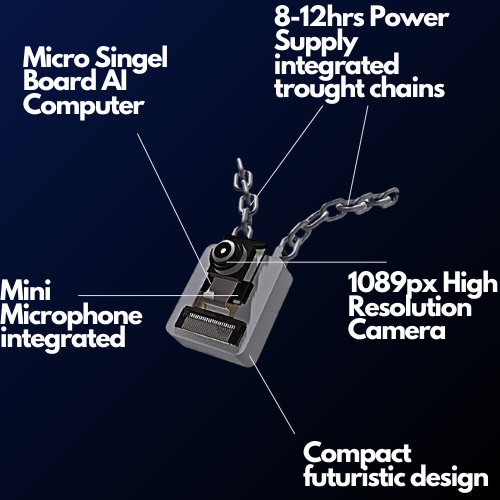 8-12hrs Power
Supply
integrated
trought chains
Micro Singel
Board AI
Computer
Mini
Microphone
integrated
1089px High
Resolution
Camera
Compact
futuristic design